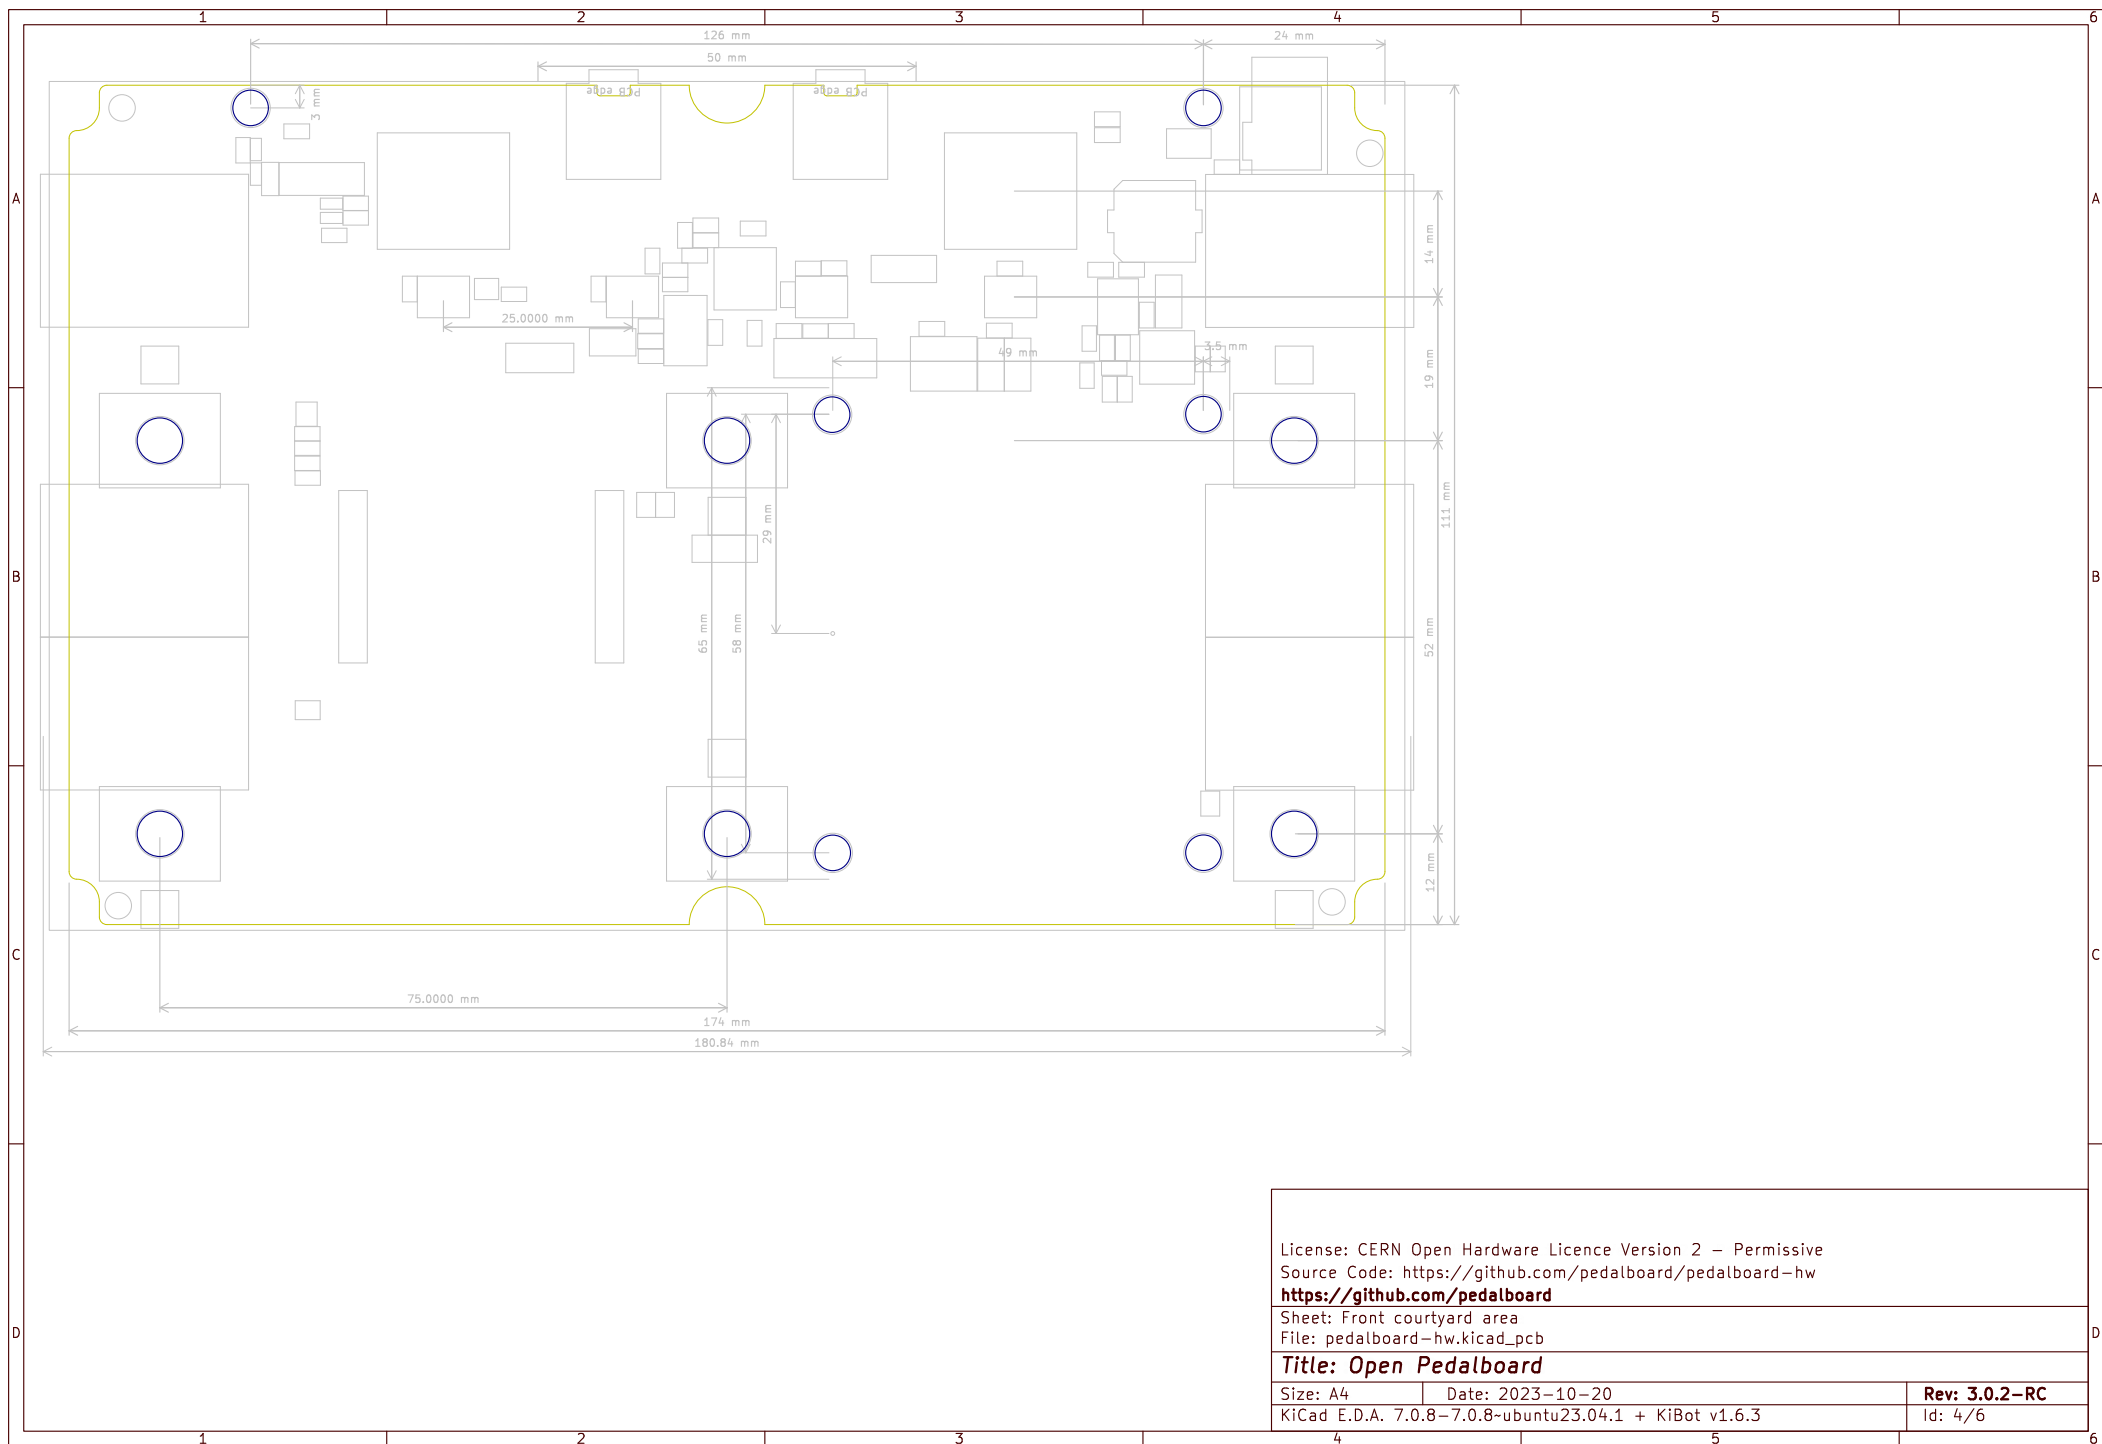 1 2 3 4 5 6
126 mm
24 mm
50 mm
3 mm
PCB edge
PCB edge
A
A
14 mm
25.0000 mm
49 mm
3.5 mm
19 mm
111 mm
29 mm
B
B
65 mm
58 mm
52 mm
12 mm
C
C
75.0000 mm
174 mm
180.84 mm
License: CERN Open Hardware Licence Version 2 – Permissive
Source Code: https://github.com/pedalboard/pedalboard-hw
https://github.com/pedalboard
Sheet: Front courtyard area
File: pedalboard-hw.kicad_pcb
D
D
Title: Open Pedalboard
Size: A4 Date: 2023-10-20 Rev: 3.0.2-RC
KiCad E.D.A. 7.0.8-7.0.8~ubuntu23.04.1 + KiBot v1.6.3 Id: 4/6
1 2 3 4 5 6